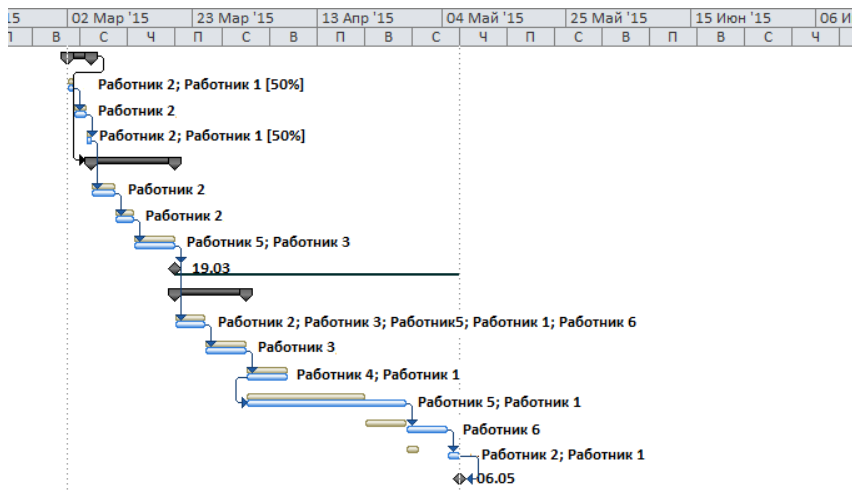 15 02 Мар '15 23 Мар '15 13 Апр '15 04 Май '15 25 Май '15 15 Июн '15 06 И
П В С Ч П С В П В С Ч П С В П В С Ч
Работник 2; Работник 1 [50%]
Работник 2
Работник 2; Работник 1 [50%]
Работник 2
Работник 2
Работник 5; Работник 3
19.03
Работник 2; Работник 3; Работник5; Работник 1; Работник 6
Работник 3
Работник 4; Работник 1
Работник 5; Работник 1
Работник 6
Работник 2; Работник 1
06.05